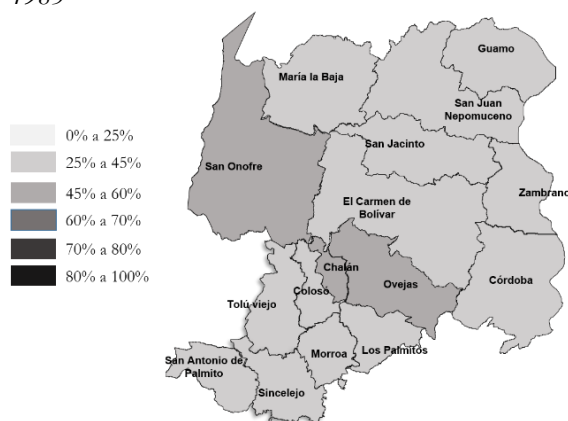 0% a 25%
25% a 45%
45% a 60%
60% a 70%
70% a 80%
80% a 100%
Guamo
María la Baja
San Juan
Nepomuceno
San Jacinto
San Onofre
Zambrano
El Carmen de
Bolívar
Chalán
Ovejas
Córdoba
Coloso
Tolú viejo
Morroa
Los Palmitos
San Antonio de
Palmito
Sincelejo